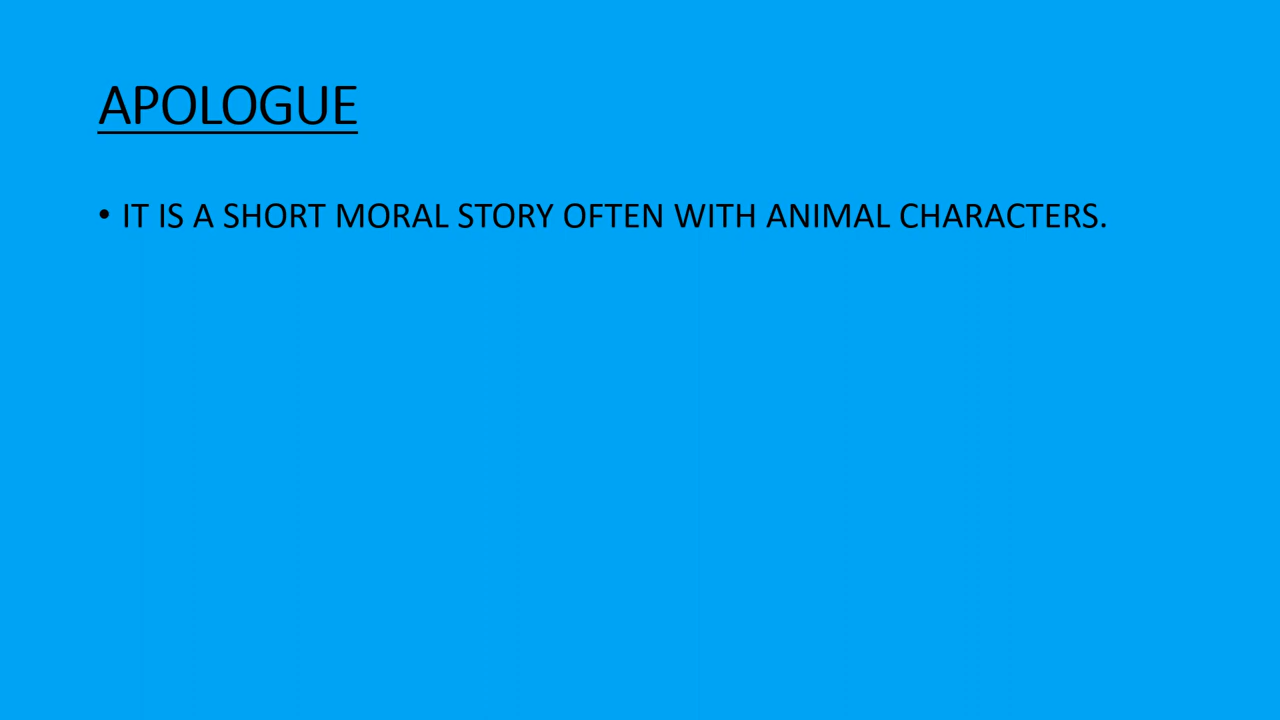 APOLOGUE
• IT IS A SHORT MORAL STORY OFTEN WITH ANIMAL CHARACTERS.